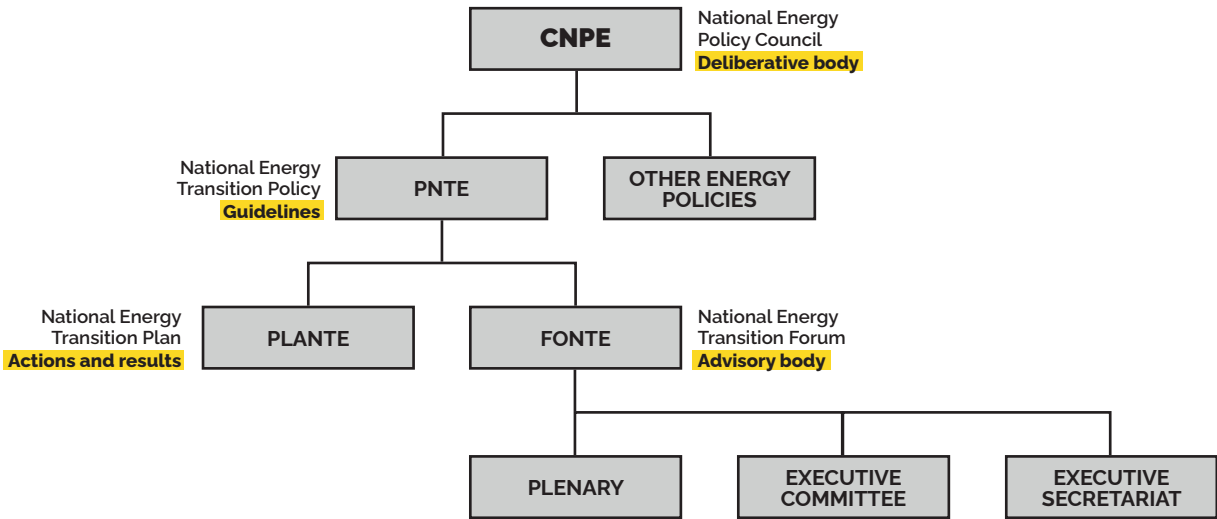 CNPE
National Energy
Policy Council
Deliberative body
National Energy
Transition Policy
Guidelines
PNTE
OTHER ENERGY
POLICIES
National Energy
Transition Plan
Actions and results
PLANTE
FONTE
National Energy
Transition Forum
Advisory body
PLENARY
EXECUTIVE
COMMITTEE
EXECUTIVE
SECRETARIAT